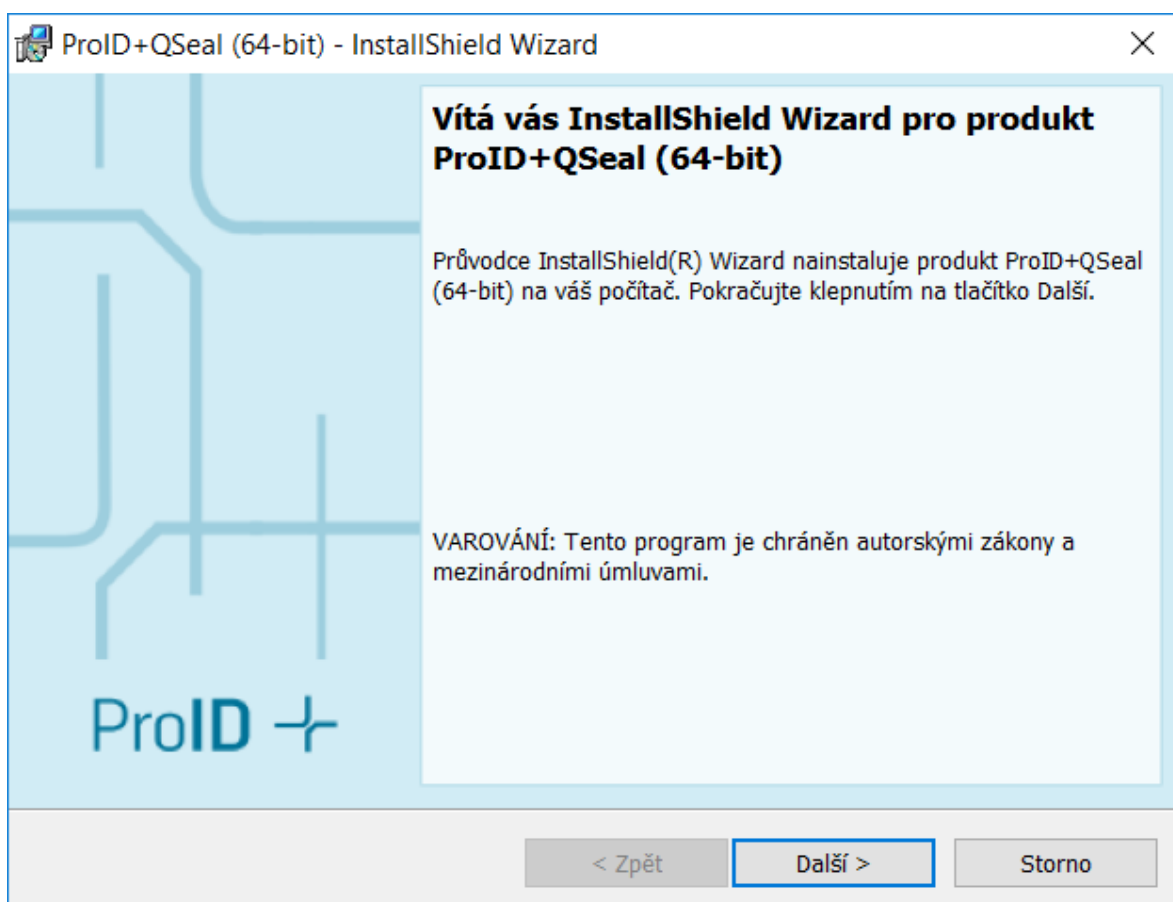 ProID+QSeal (64-bit) - InstallShield Wizard
Vítá vás InstallShield Wizard pro produkt
ProID+QSeal (64-bit)
Průvodce InstallShield(R) Wizard nainstaluje produkt ProID+QSeal
(64-bit) na váš počítač. Pokračujte klepnutím na tlačítko Další.
VAROVÁNÍ: Tento program je chráněn autorskými zákony a
mezinárodními úmluvami.
ProID +
< Zpět
Další >
Storno